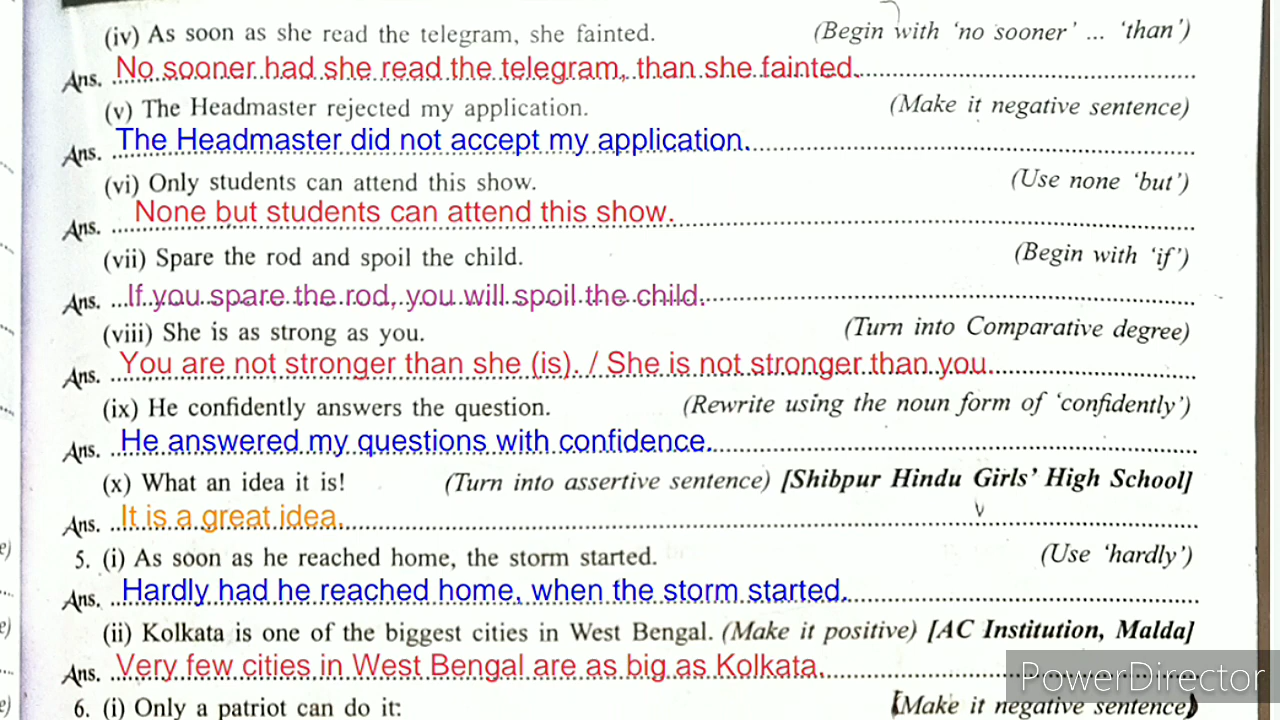 (iv) As soon as she read the telegram, she fainted. (Begin with ‘no sooner’ ... ‘than’)
Ans. No sooner had she read the telegram, than she fainted.
(v) The Headmaster rejected my application. (Make it negative sentence)
Ans. The Headmaster did not accept my application.
(vi) Only students can attend this show. (Use none ‘but’)
Ans. None but students can attend this show.
(vii) Spare the rod and spoil the child. (Begin with ‘if’)
Ans. If you spare the rod, you will spoil the child.
(viii) She is as strong as you. (Turn into Comparative degree)
Ans. You are not stronger than she (is). / She is not stronger than you.
(ix) He confidently answers the question. (Rewrite using the noun form of ‘confidently’)
Ans. He answered my questions with confidence.
(x) What an idea it is! (Turn into assertive sentence) [Shibpur Hindu Girls’ High School]
Ans. It is a great idea.
5. (i) As soon as he reached home, the storm started. (Use ‘hardly’)
Ans. Hardly had he reached home, when the storm started.
(ii) Kolkata is one of the biggest cities in West Bengal. (Make it positive) [AC Institution, Malda]
Ans. Very few cities in West Bengal are as big as Kolkata.
PowerDirector
6. (i) Only a patriot can do it: (Make it negative sentence)